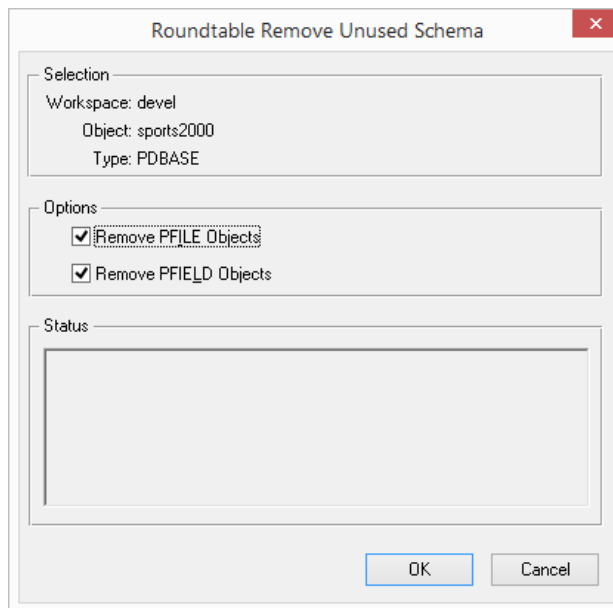 Roundtable Remove Unused Schema
Selection
Workspace: devel
Object: sports2000
Type: PDBASE
Options
Remove PFILE Objects
Remove PFIELD Objects
Status
OK Cancel